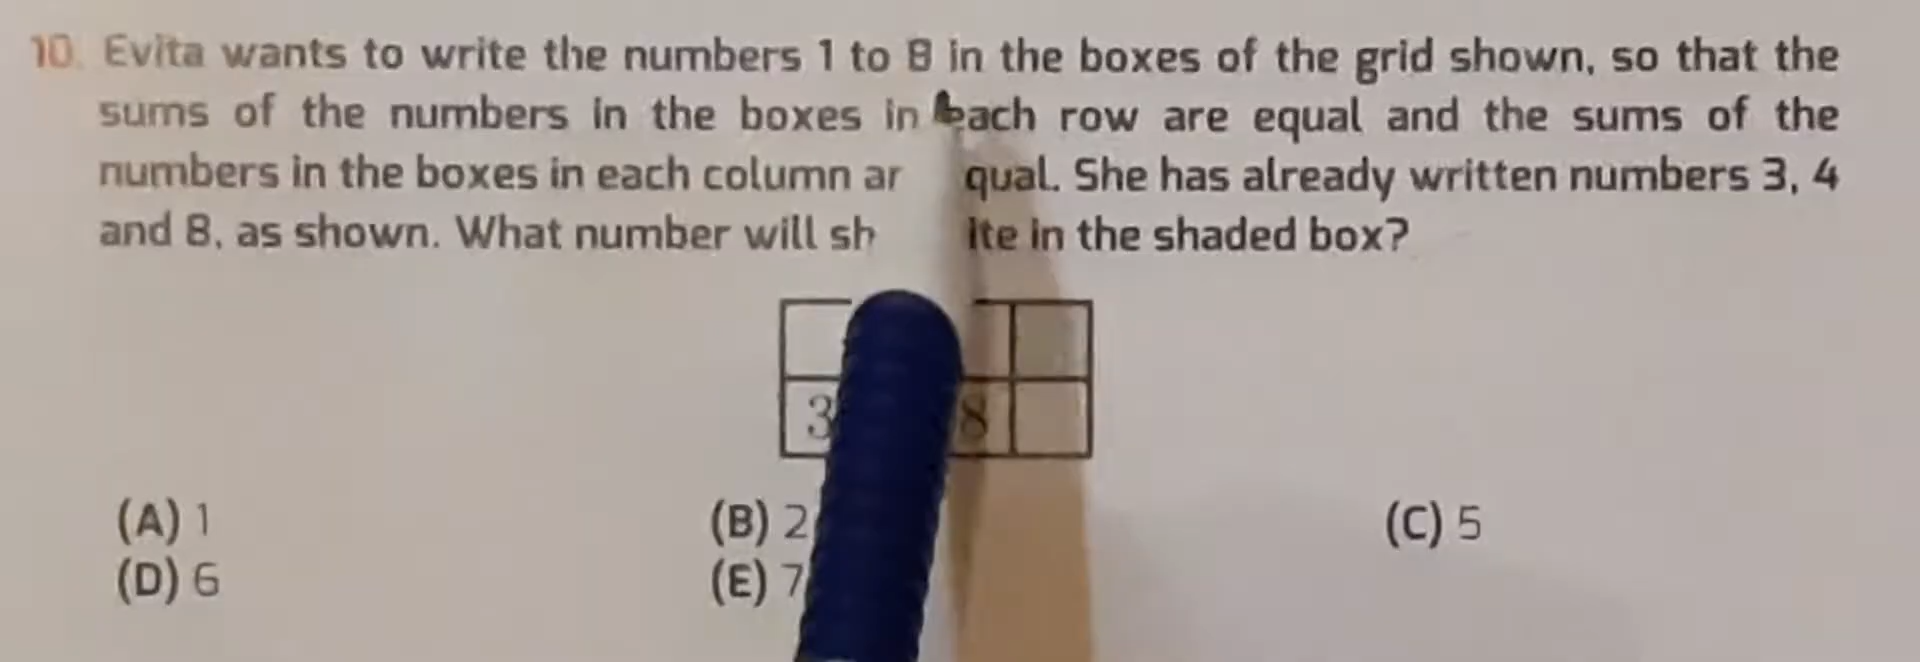 10. Evita wants to write the numbers 1 to 8 in the boxes of the grid shown, so that the
sums of the numbers in the boxes in each row are equal and the sums of the
numbers in the boxes in each column ar qual. She has already written numbers 3, 4
and 8, as shown. What number will sh ite in the shaded box?
3 8
(A) 1 (B) 2 (C) 5
(D) 6 (E) 7